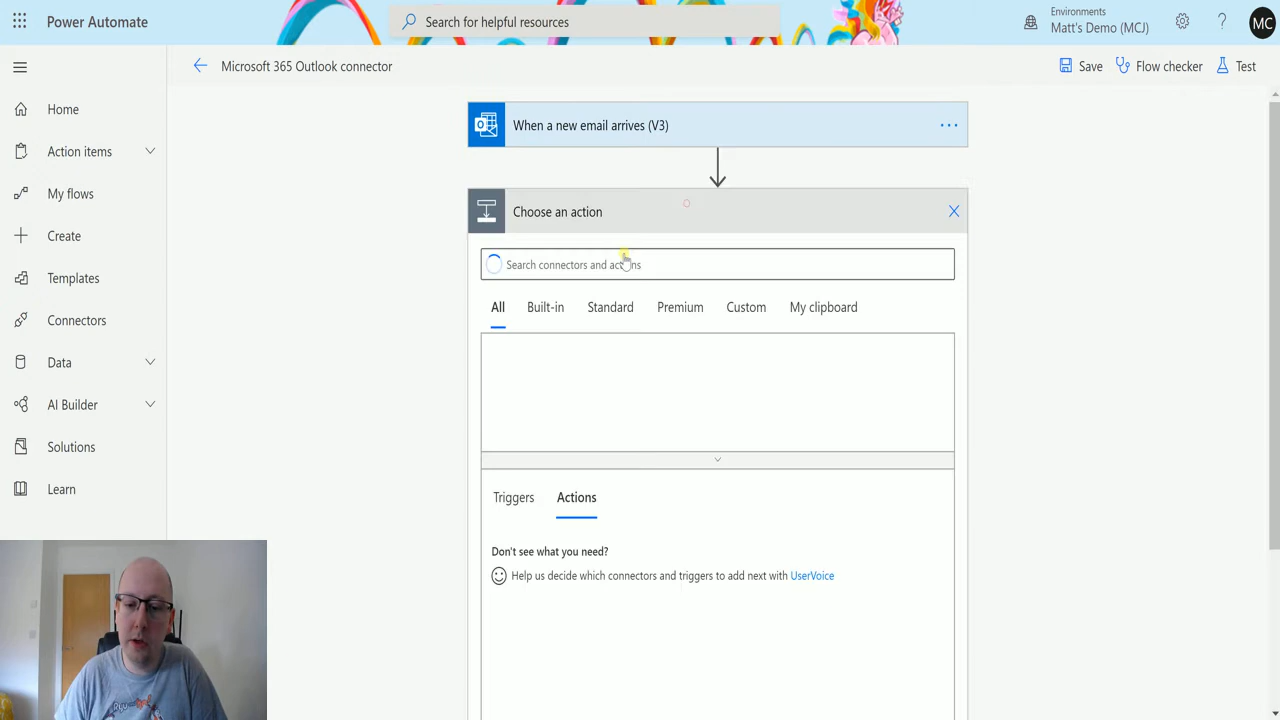 Power Automate
Search for helpful resources
Environments
Matt's Demo (MCJ)
MC
Microsoft 365 Outlook connector
Save
Flow checker
Test
Home
Action items
My flows
Create
Templates
Connectors
Data
AI Builder
Solutions
Learn
When a new email arrives (V3)
Choose an action
Search connectors and actions
All
Built-in
Standard
Premium
Custom
My clipboard
Triggers
Actions
Don't see what you need?
Help us decide which connectors and triggers to add next with UserVoice